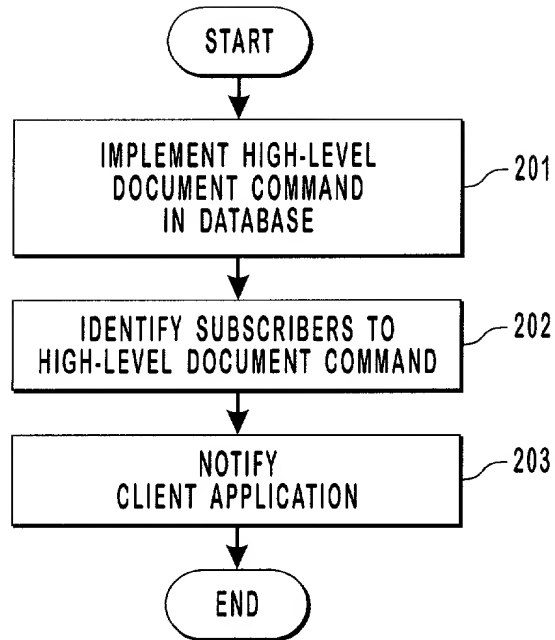 START
IMPLEMENT HIGH-LEVEL
DOCUMENT COMMAND
IN DATABASE
201
IDENTIFY SUBSCRIBERS TO
HIGH-LEVEL DOCUMENT COMMAND
202
NOTIFY
CLIENT APPLICATION
203
END